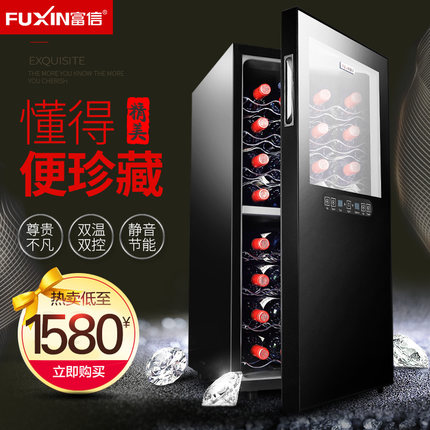 FUXIN富信®
EXQUISITE
THE MORE YOU KNOW THE MORE
YOU CHERISH
懂得
精美
便珍藏
尊贵
不凡
双温
双控
静音
节能
热卖低至
1580¥
立即购买